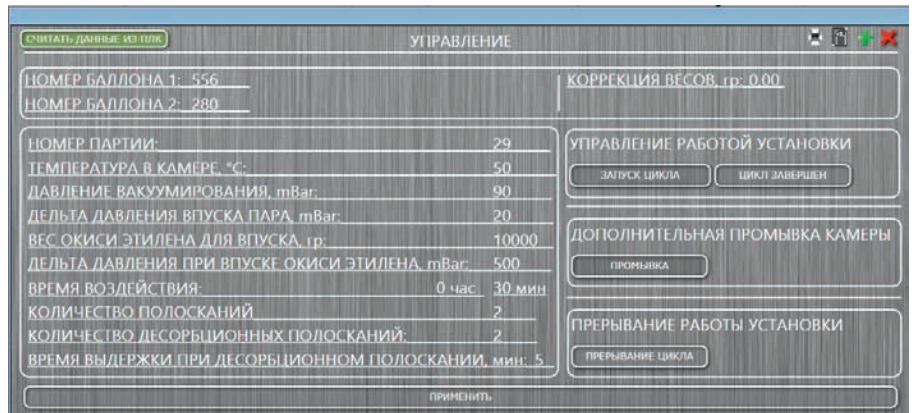 СЧИТАТЬ ДАННЫЕ ИЗ ПЛК
УПРАВЛЕНИЕ
НОМЕР БАЛЛОНА 1: 556
НОМЕР БАЛЛОНА 2: 280
КОРРЕКЦИЯ ВЕСОВ, гр: 0,00
НОМЕР ПАРТИИ: 29
ТЕМПЕРАТУРА В КАМЕРЕ, °C: 50
ДАВЛЕНИЕ ВАКУУМИРОВАНИЯ, mBar: 90
ДЕЛЬТА ДАВЛЕНИЯ ВПУСКА ПАРА, mBar: 20
ВЕС ОКИСИ ЭТИЛЕНА ДЛЯ ВПУСКА, гр: 10000
ДЕЛЬТА ДАВЛЕНИЯ ПРИ ВПУСКЕ ОКИСИ ЭТИЛЕНА, mBar: 500
ВРЕМЯ ВОЗДЕЙСТВИЯ: 0 час 30 мин
КОЛИЧЕСТВО ПОЛОСКАНИЙ 2
КОЛИЧЕСТВО ДЕСОРБЦИОННЫХ ПОЛОСКАНИЙ: 2
ВРЕМЯ ВЫДЕРЖКИ ПРИ ДЕСОРБЦИОННОМ ПОЛОСКАНИИ, мин: 5
УПРАВЛЕНИЕ РАБОТОЙ УСТАНОВКИ
ЗАПУСК ЦИКЛА
ЦИКЛ ЗАВЕРШЕН
ДОПОЛНИТЕЛЬНАЯ ПРОМЫВКА КАМЕРЫ
ПРОМЫВКА
ПРЕРЫВАНИЕ РАБОТЫ УСТАНОВКИ
ПРЕРЫВАНИЕ ЦИКЛА
ПРИМЕНИТЬ